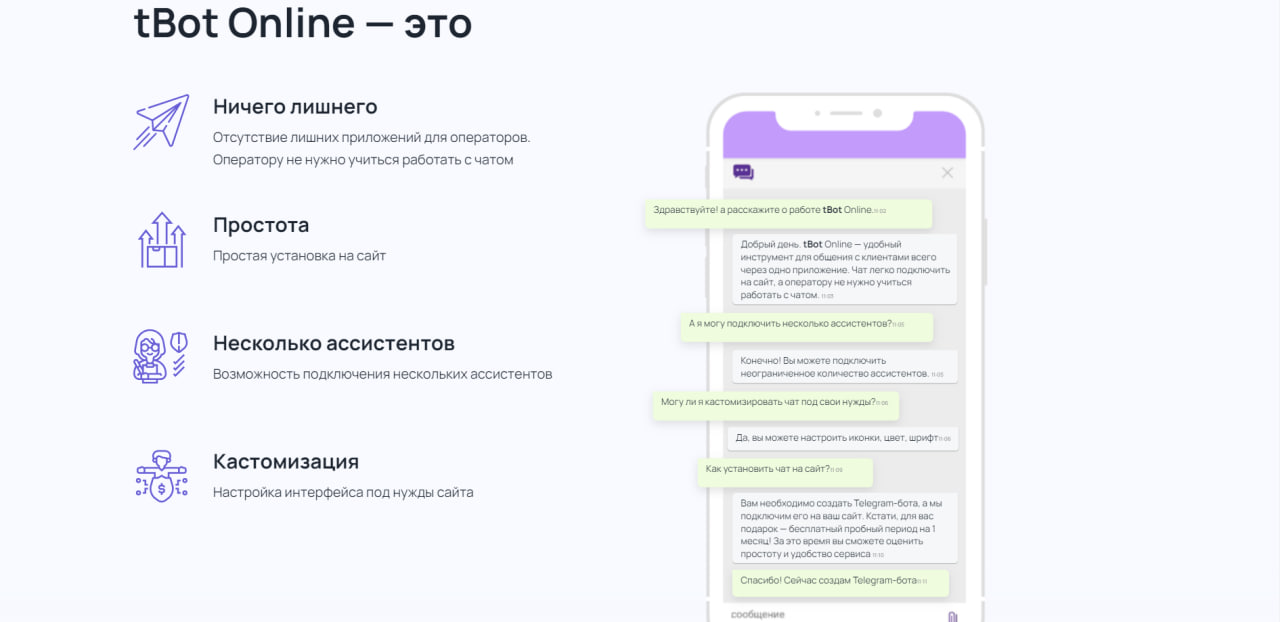 tBot Online — это
Ничего лишнего
Отсутствие лишних приложений для операторов.
Оператору не нужно учиться работать с чатом
Простота
Простая установка на сайт
Несколько ассистентов
Возможность подключения нескольких ассистентов
Кастомизация
Настройка интерфейса под нужды сайта
Здравствуйте! а расскажите о работе tBot Online. 11:02
Добрый день. tBot Online — удобный
инструмент для общения с клиентами всего
через одно приложение. Чат легко подключить
на сайт, а оператору не нужно учиться
работать с чатом. 11:03
А я могу подключить несколько ассистентов? 11:05
Конечно! Вы можете подключить
неограниченное количество ассистентов. 11:05
Могу ли я кастомизировать чат под свои нужды? 11:06
Да, вы можете настроить иконки, цвет, шрифт 11:06
Как установить чат на сайт? 11:09
Вам необходимо создать Telegram-бота, а мы
подключим его на ваш сайт. Кстати, для вас
подарок — бесплатный пробный период на 1
месяц! За это время вы сможете оценить
простоту и удобство сервиса 11:10
Спасибо! Сейчас создам Telegram-бота 11:11
сообщение